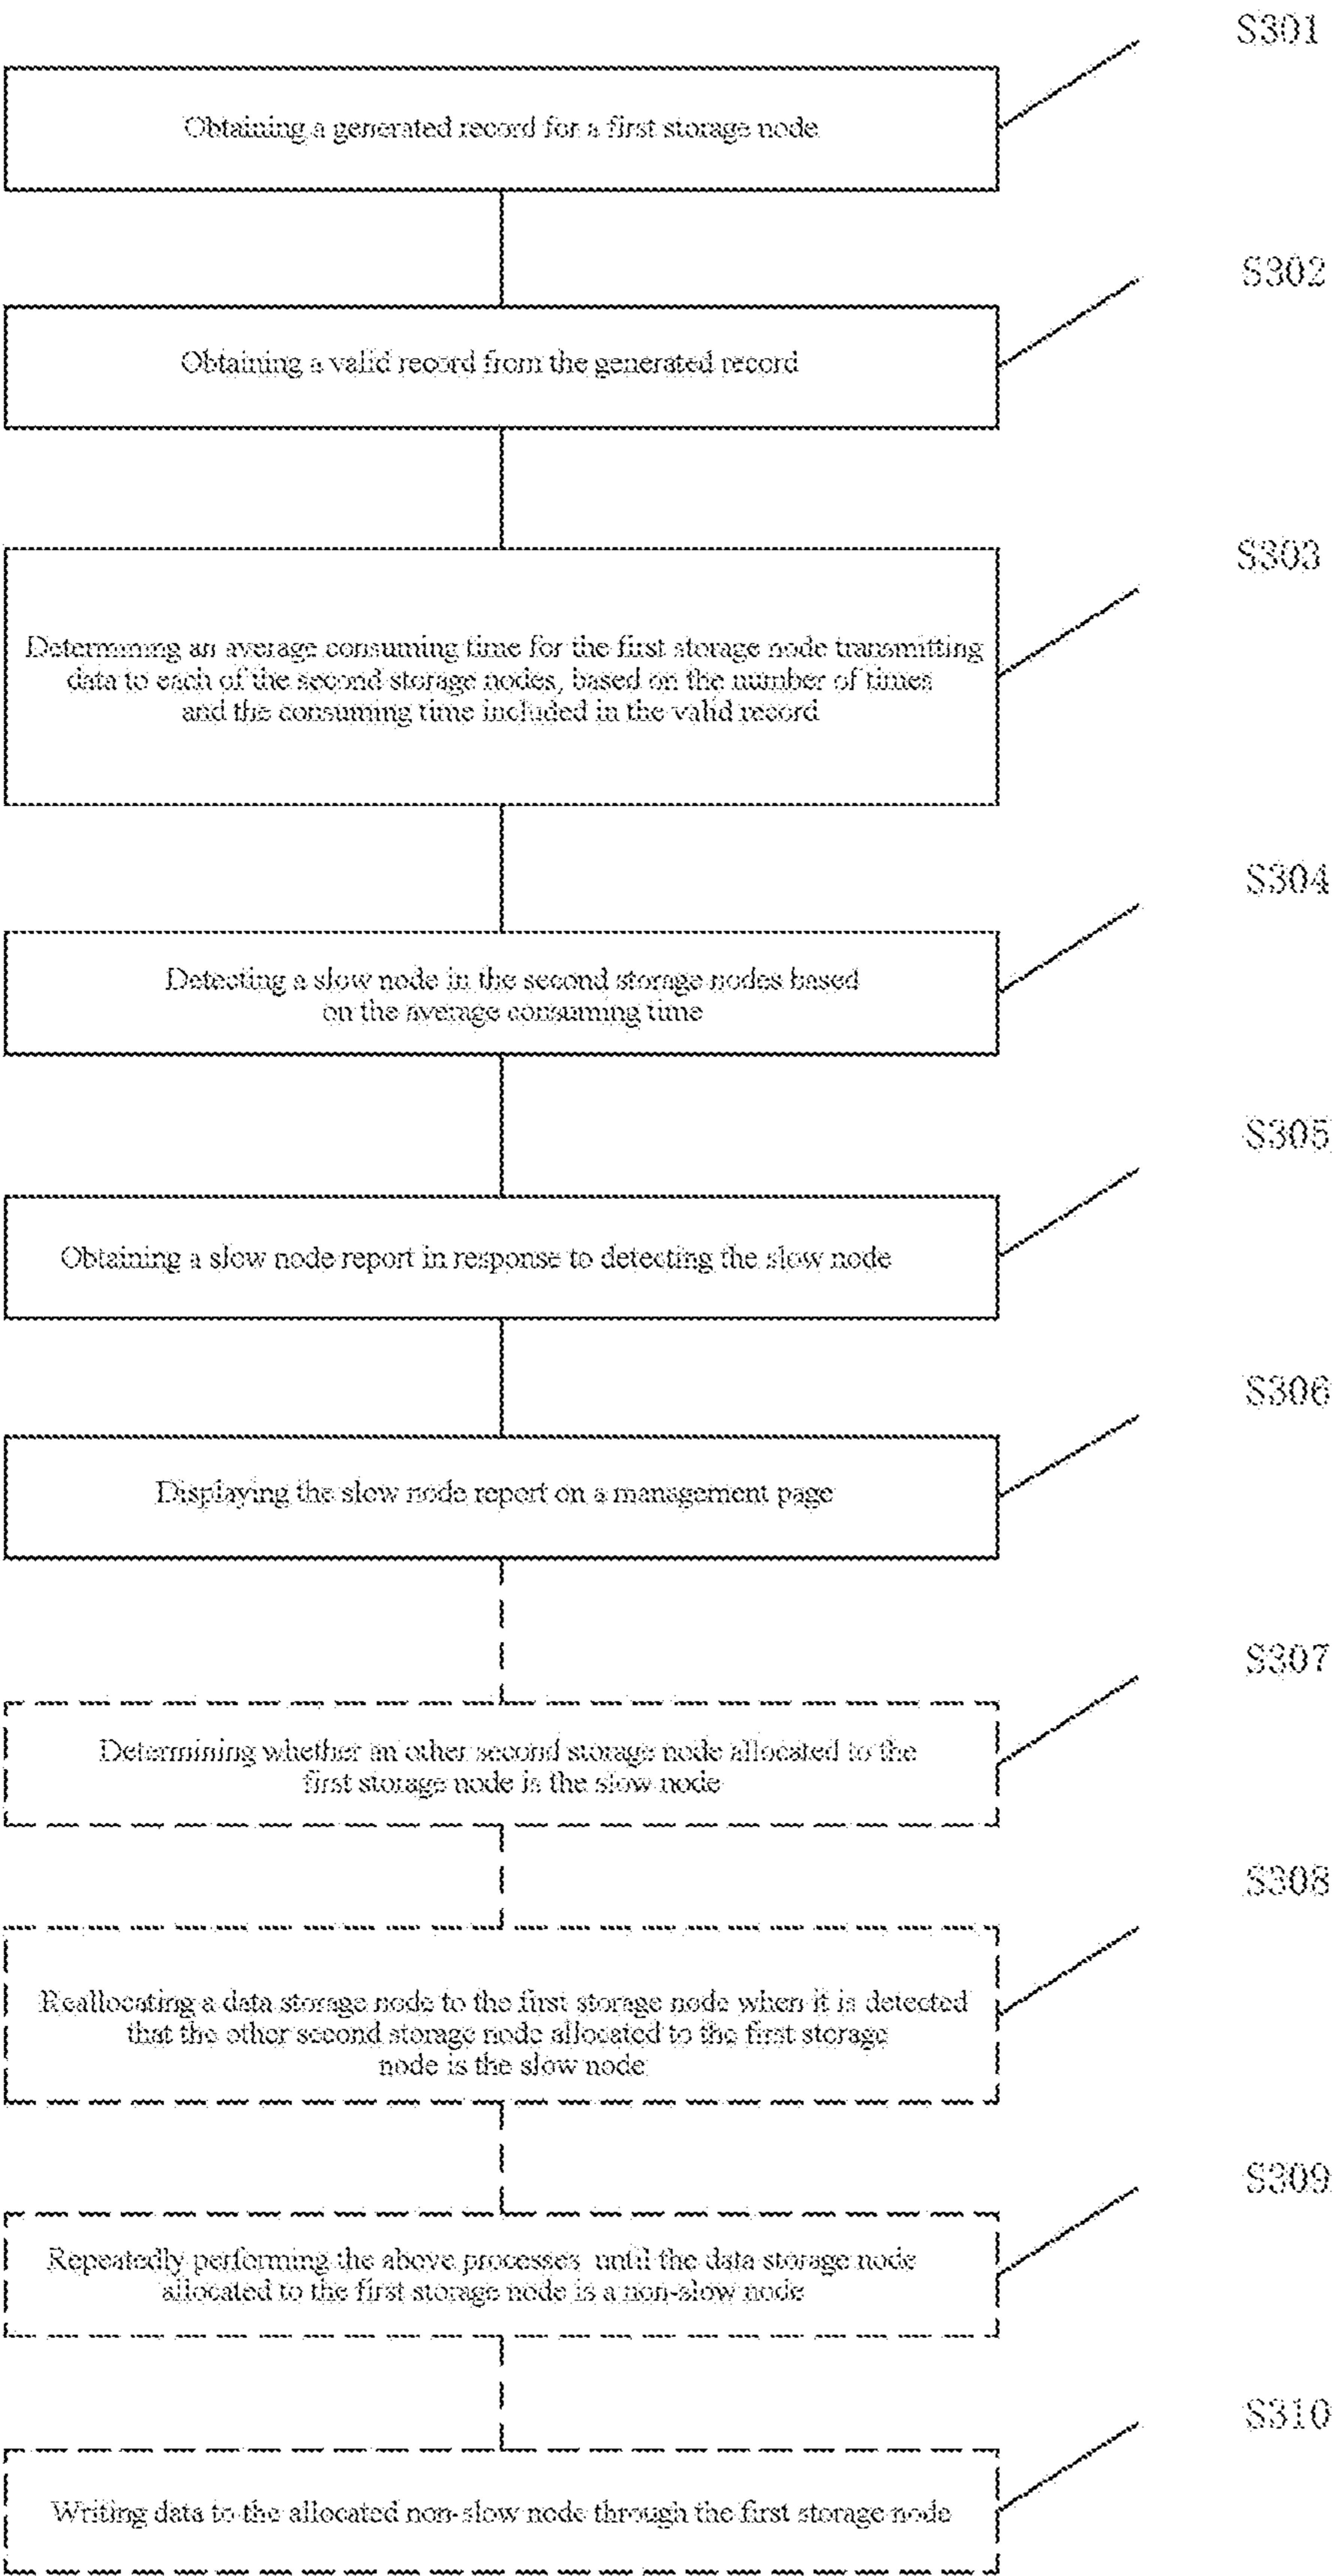 S301
Obtaining a generated record for a first storage node
S302
Obtaining a valid record from the generated record
S303
Determining an average consuming time for the first storage node transmitting
data to each of the second storage nodes, based on the number of times
and the consuming time included in the valid record
S304
Detecting a slow node in the second storage nodes based
on the average consuming time
S305
Obtaining a slow node report in response to detecting the slow node
S306
Displaying the slow node report on a management page
S307
Determining whether an other second storage node allocated to the
first storage node is the slow node
S308
Reallocating a data storage node to the first storage node when it is detected
that the other second storage node allocated to the first storage
node is the slow node
S309
Repeatedly performing the above processes until the data storage node
allocated to the first storage node is a non-slow node
S310
Writing data to the allocated non-slow node through the first storage node